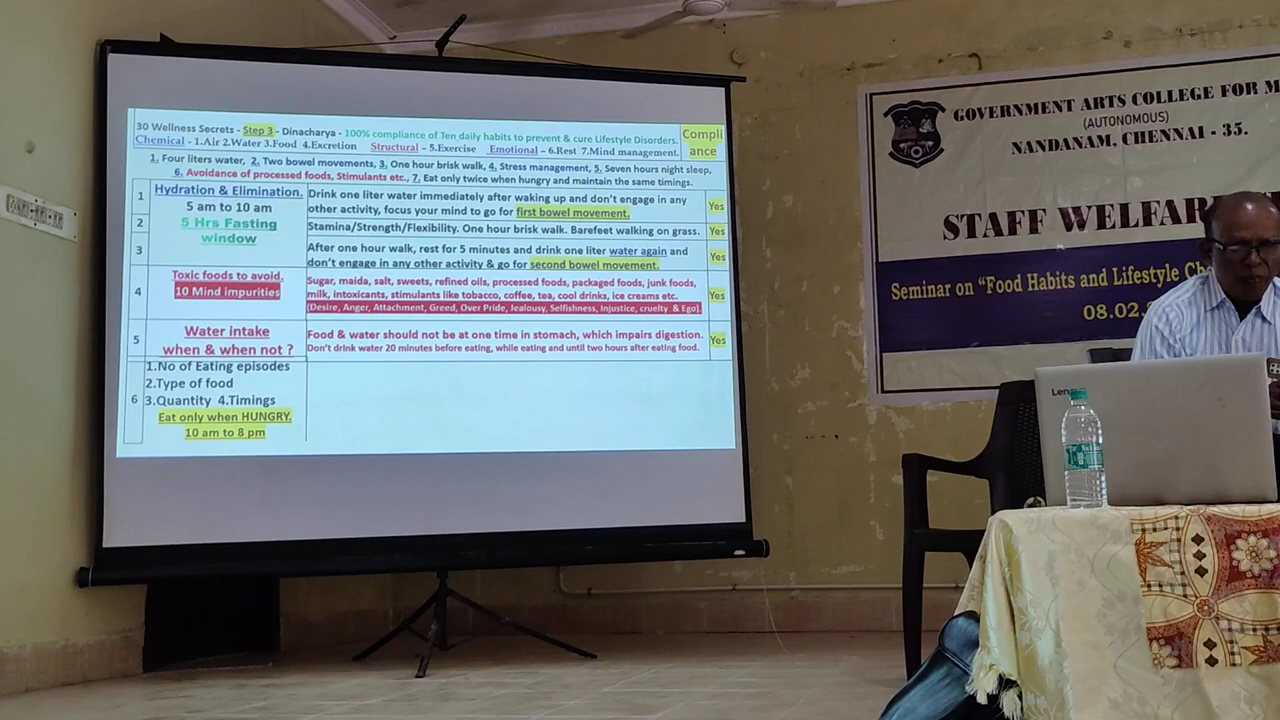 30 Wellness Secrets - Step 3 - Dinacharya - 100% compliance of Ten daily habits to prevent & cure Lifestyle Disorders.
Chemical - 1.Air 2.Water 3.Food 4.Excretion Structural – 5.Exercise Emotional – 6.Rest 7.Mind management.
Compli
ance
1. Four liters water, 2. Two bowel movements, 3. One hour brisk walk, 4. Stress management, 5. Seven hours night sleep,
6. Avoidance of processed foods, Stimulants etc., 7. Eat only twice when hungry and maintain the same timings.
1
Hydration & Elimination.
5 am to 10 am
5 Hrs Fasting
window
Drink one liter water immediately after waking up and don't engage in any
other activity, focus your mind to go for first bowel movement.
Yes
2
Stamina/Strength/Flexibility. One hour brisk walk. Barefeet walking on grass.
Yes
3
After one hour walk, rest for 5 minutes and drink one liter water again and
don't engage in any other activity & go for second bowel movement.
Yes
4
Toxic foods to avoid.
10 Mind impurities
Sugar, maida, salt, sweets, refined oils, processed foods, packaged foods, junk foods,
milk, intoxicants, stimulants like tobacco, coffee, tea, cool drinks, ice creams etc.
(Desire, Anger, Attachment, Greed, Over Pride, Jealousy, Selfishness, Injustice, cruelty & Ego).
Yes
5
Water intake
when & when not ?
Food & water should not be at one time in stomach, which impairs digestion.
Don't drink water 20 minutes before eating, while eating and until two hours after eating food.
Yes
6
1.No of Eating episodes
2.Type of food
3.Quantity 4.Timings
Eat only when HUNGRY.
10 am to 8 pm
GOVERNMENT ARTS COLLEGE FOR M
(AUTONOMOUS)
NANDANAM, CHENNAI - 35.
STAFF WELFAR
Seminar on "Food Habits and Lifestyle Ch
08.02.
Len